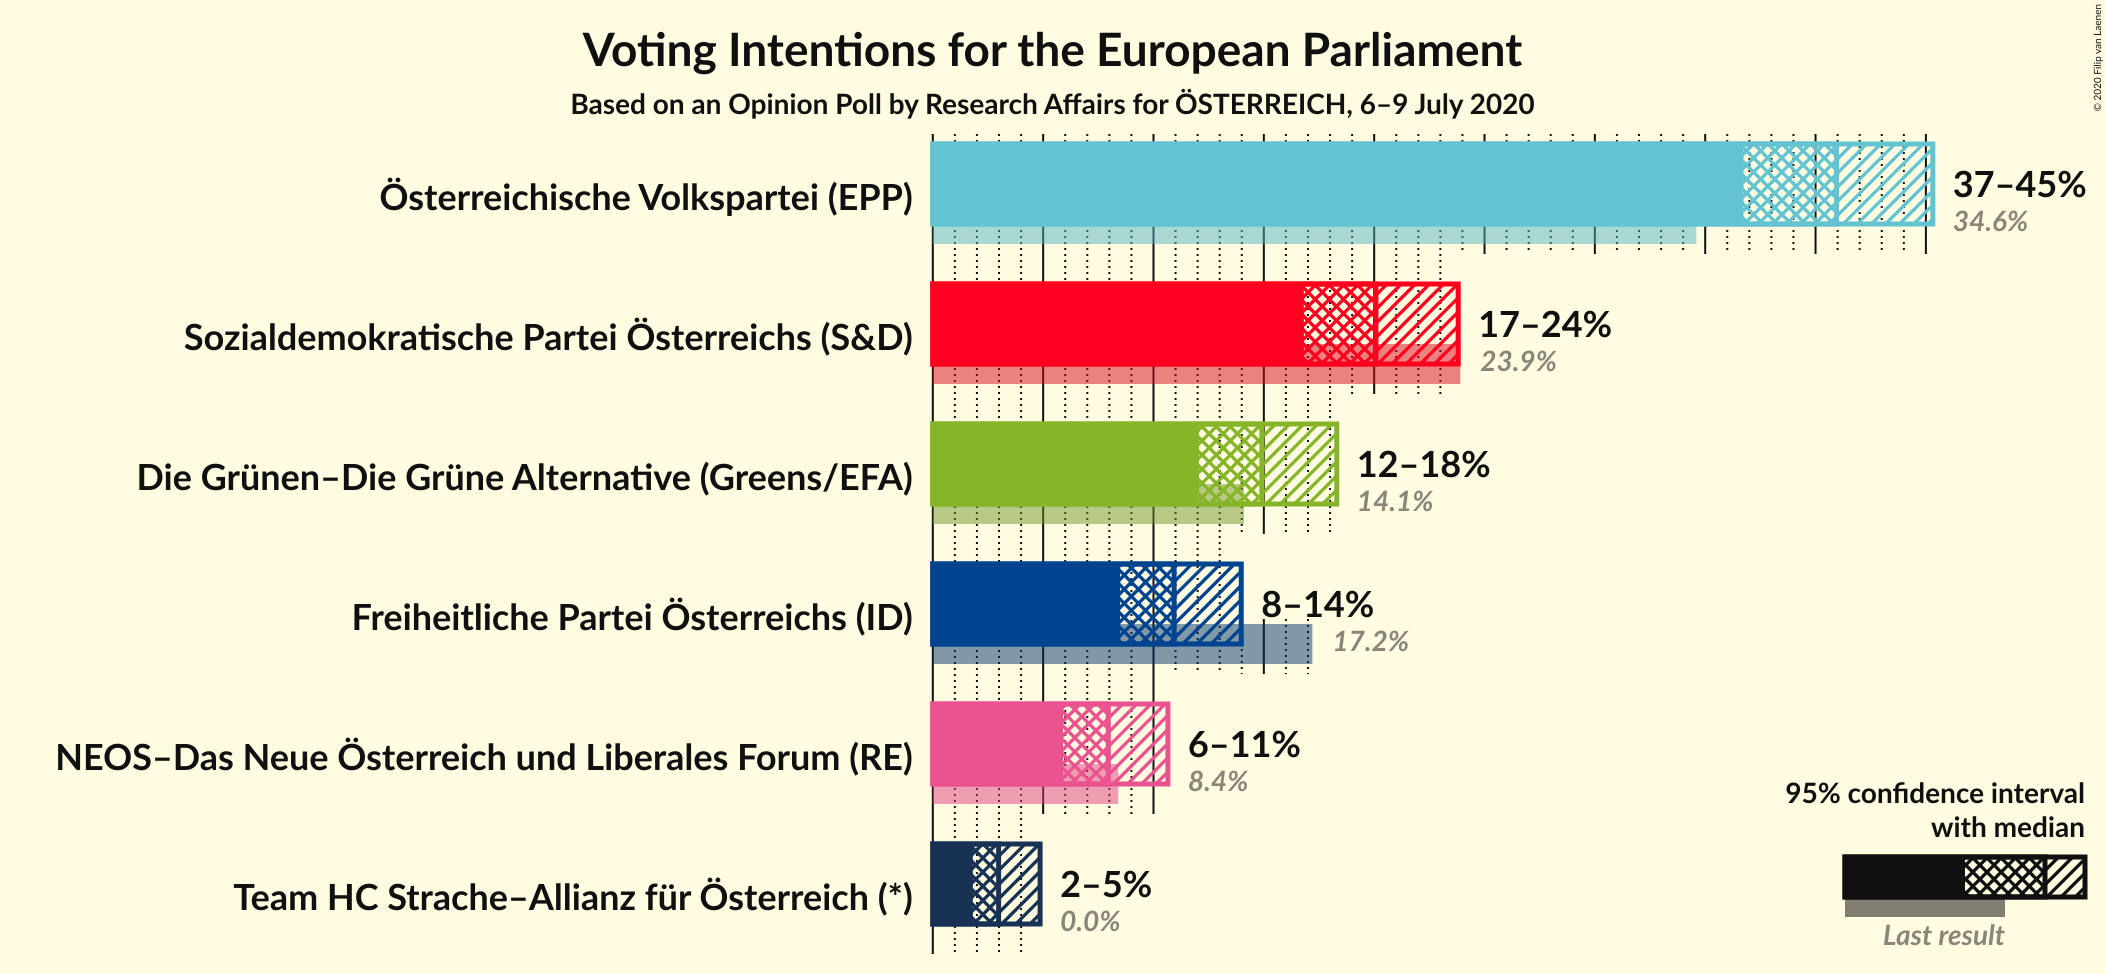 Voting Intentions for the European Parliament
Based on an Opinion Poll by Research Affairs for ÖSTERREICH, 6–9 July 2020
© 2020 Filip van Laenen
Österreichische Volkspartei (EPP)
37–45%
34.6%
Sozialdemokratische Partei Österreichs (S&D)
17–24%
23.9%
Die Grünen–Die Grüne Alternative (Greens/EFA)
12–18%
14.1%
Freiheitliche Partei Österreichs (ID)
8–14%
17.2%
NEOS–Das Neue Österreich und Liberales Forum (RE)
6–11%
8.4%
Team HC Strache–Allianz für Österreich (*)
2–5%
0.0%
95% confidence interval
with median
Last result